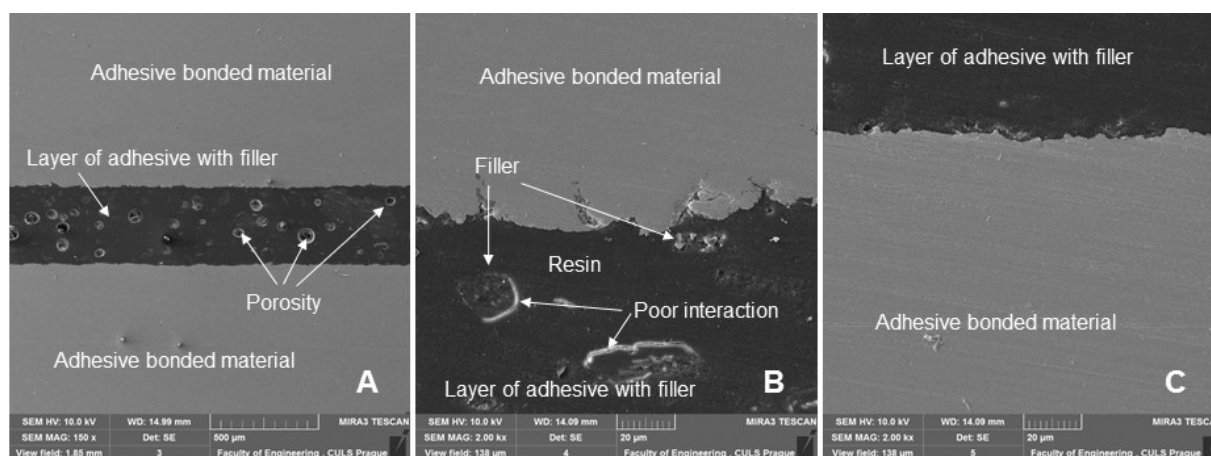 Adhesive bonded material
Layer of adhesive with filler
Porosity
Adhesive bonded material
A
SEM HV: 10.0 kV WD: 14.99 mm MIRA3 TESCAN
SEM MAG: 150 x Det: SE 500 µm
View field: 1.85 mm 3 Faculty of Engineering , CULS Prague
Adhesive bonded material
Filler
Resin
Poor interaction
Layer of adhesive with filler
B
SEM HV: 10.0 kV WD: 14.09 mm MIRA3 TESCAN
SEM MAG: 2.00 kx Det: SE 20 µm
View field: 138 µm 4 Faculty of Engineering , CULS Prague
Layer of adhesive with filler
Adhesive bonded material
C
SEM HV: 10.0 kV WD: 14.09 mm MIRA3 TESCAN
SEM MAG: 2.00 kx Det: SE 20 µm
View field: 138 µm 5 Faculty of Engineering , CULS Prague